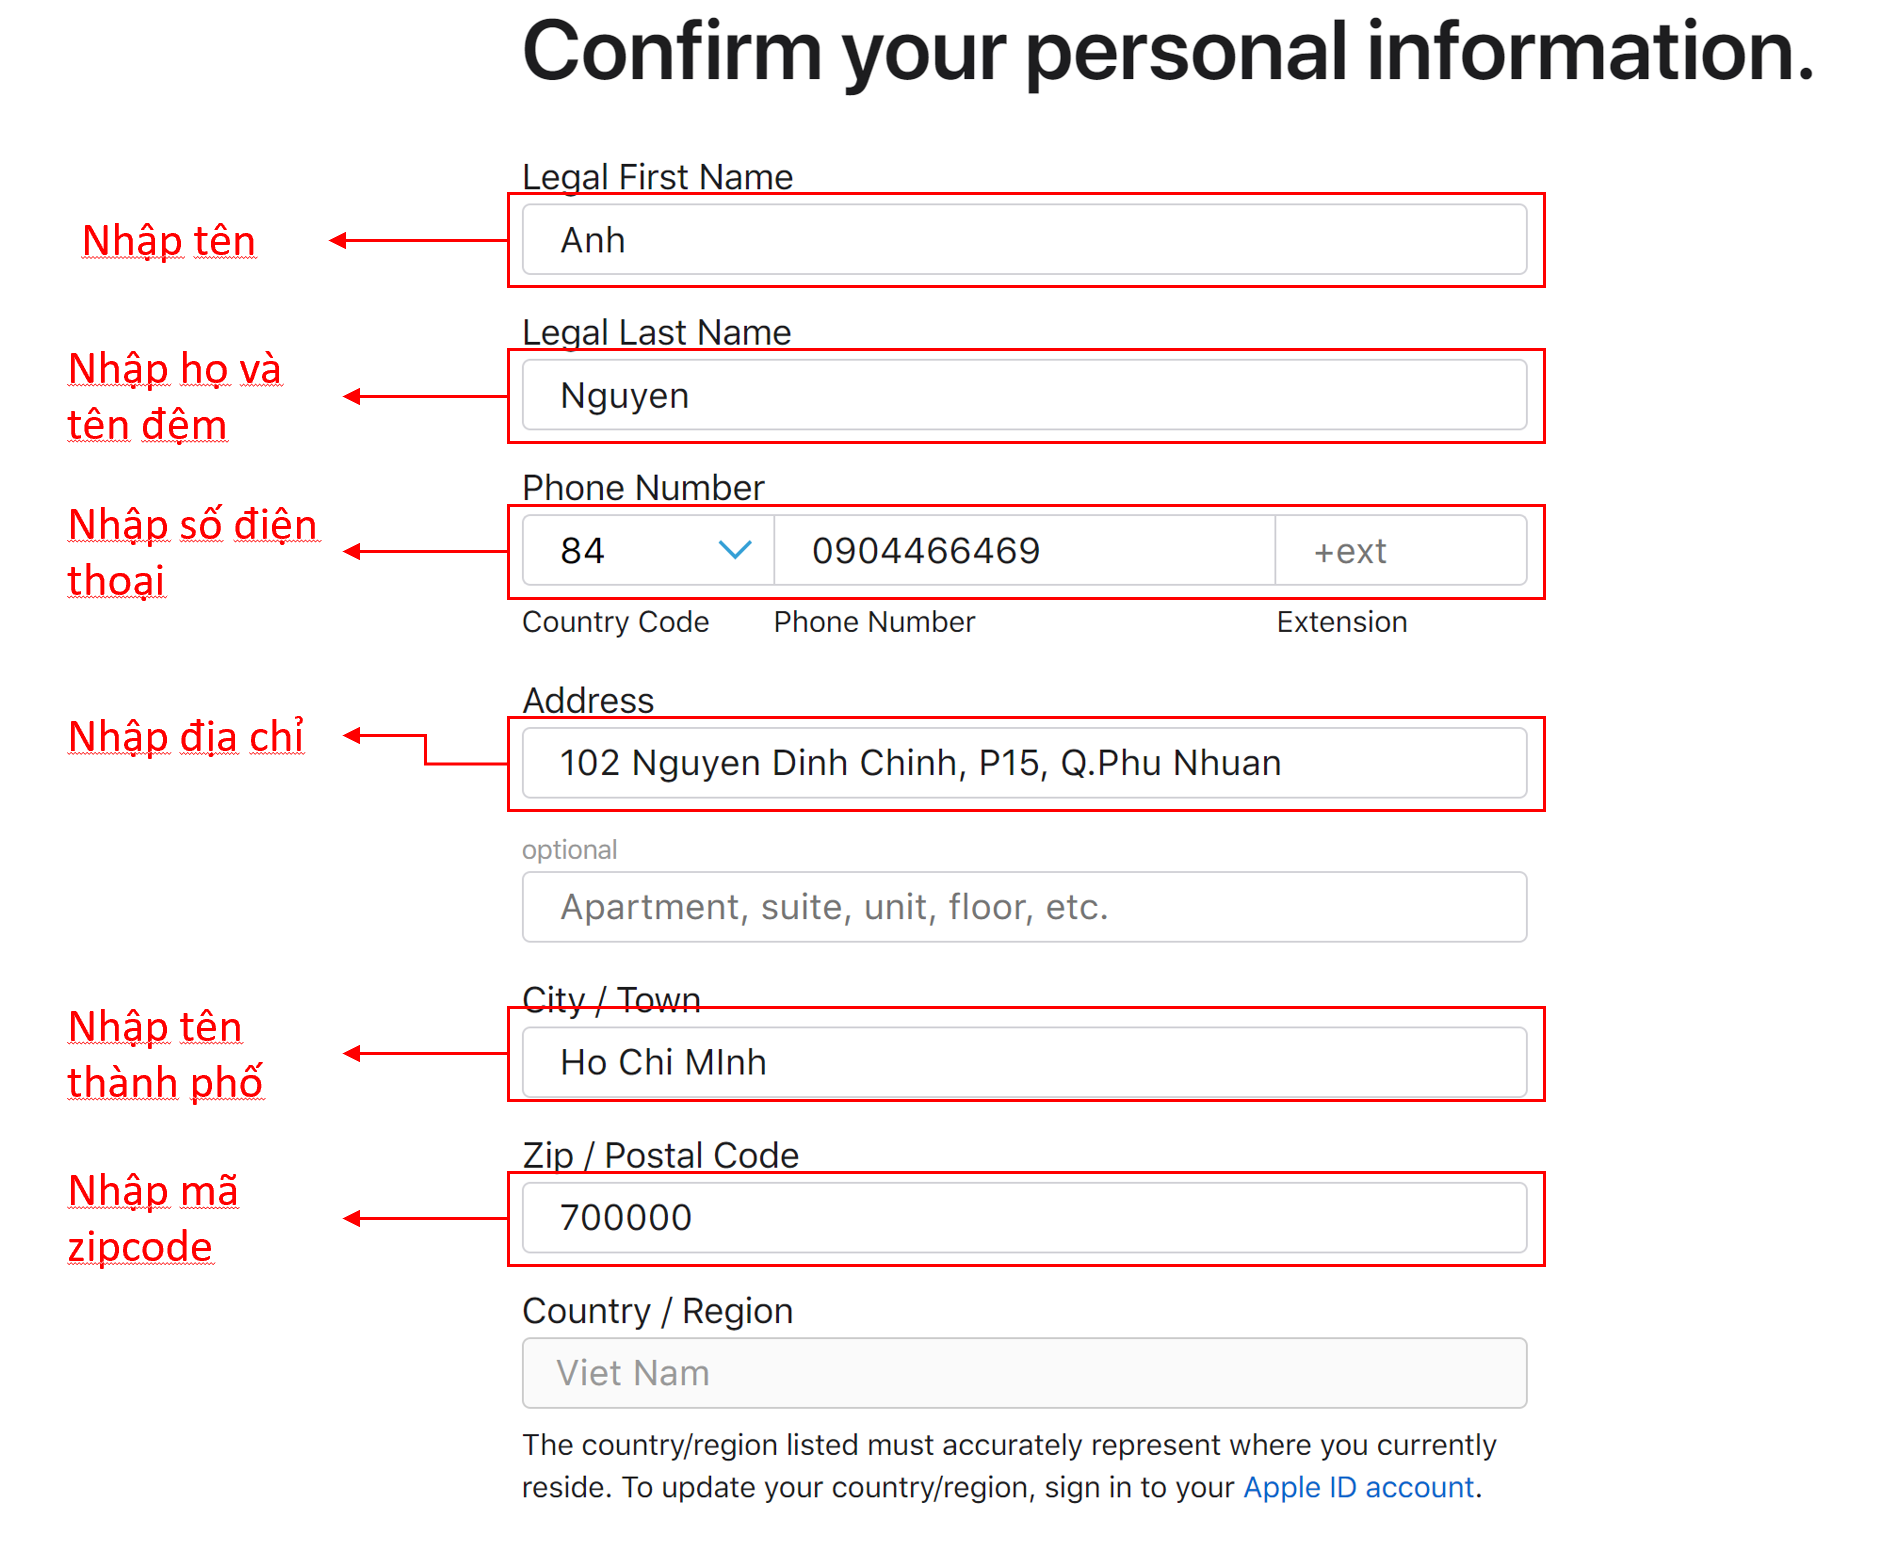 Confirm your personal information.
Legal First Name
Nhập tên
Anh
Legal Last Name
Nhập họ và
tên đệm
Nguyen
Phone Number
Nhập số điện
thoại
84
0904466469
+ext
Country Code
Phone Number
Extension
Address
Nhập địa chỉ
102 Nguyen Dinh Chinh, P15, Q.Phu Nhuan
optional
Apartment, suite, unit, floor, etc.
City / Town
Nhập tên
thành phố
Ho Chi MInh
Zip / Postal Code
Nhập mã
zipcode
700000
Country / Region
Viet Nam
The country/region listed must accurately represent where you currently
reside. To update your country/region, sign in to your Apple ID account.